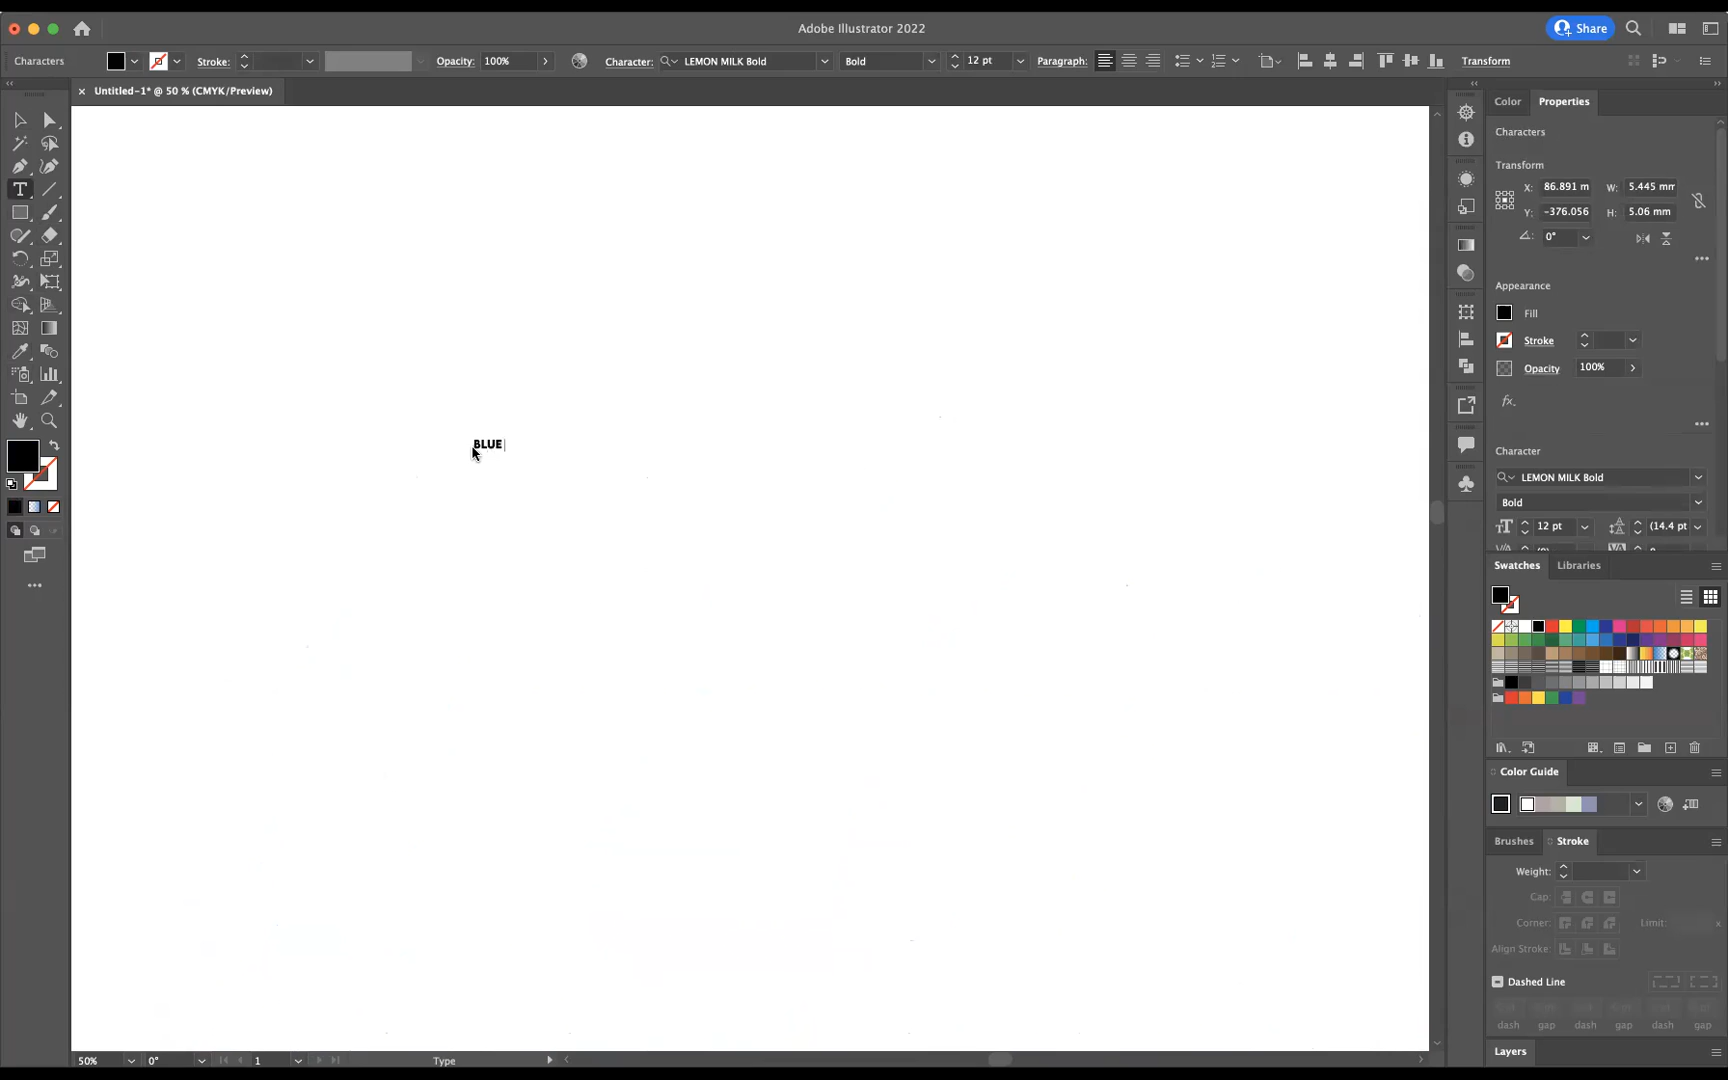 Adobe Illustrator 2022
Share
Characters
Stroke:
Opacity:
100%
Character:
LEMON MILK Bold
Bold
12 pt
Paragraph:
Transform
× Untitled-1* @ 50 % (CMYK/Preview)
Color
Properties
Characters
Transform
X:
86.891 m
W:
5.445 mm
Y:
-376.056
H:
5.06 mm
0°
Appearance
Fill
Stroke
Opacity
100%
fx.
BLUE
Character
LEMON MILK Bold
Bold
12 pt
(14.4 pt
Swatches
Libraries
Color Guide
Brushes
Stroke
Weight:
Cap:
Corner:
Limit:
x
Align Stroke:
Dashed Line
dash
gap
dash
gap
dash
gap
50%
0°
1
Type
Layers